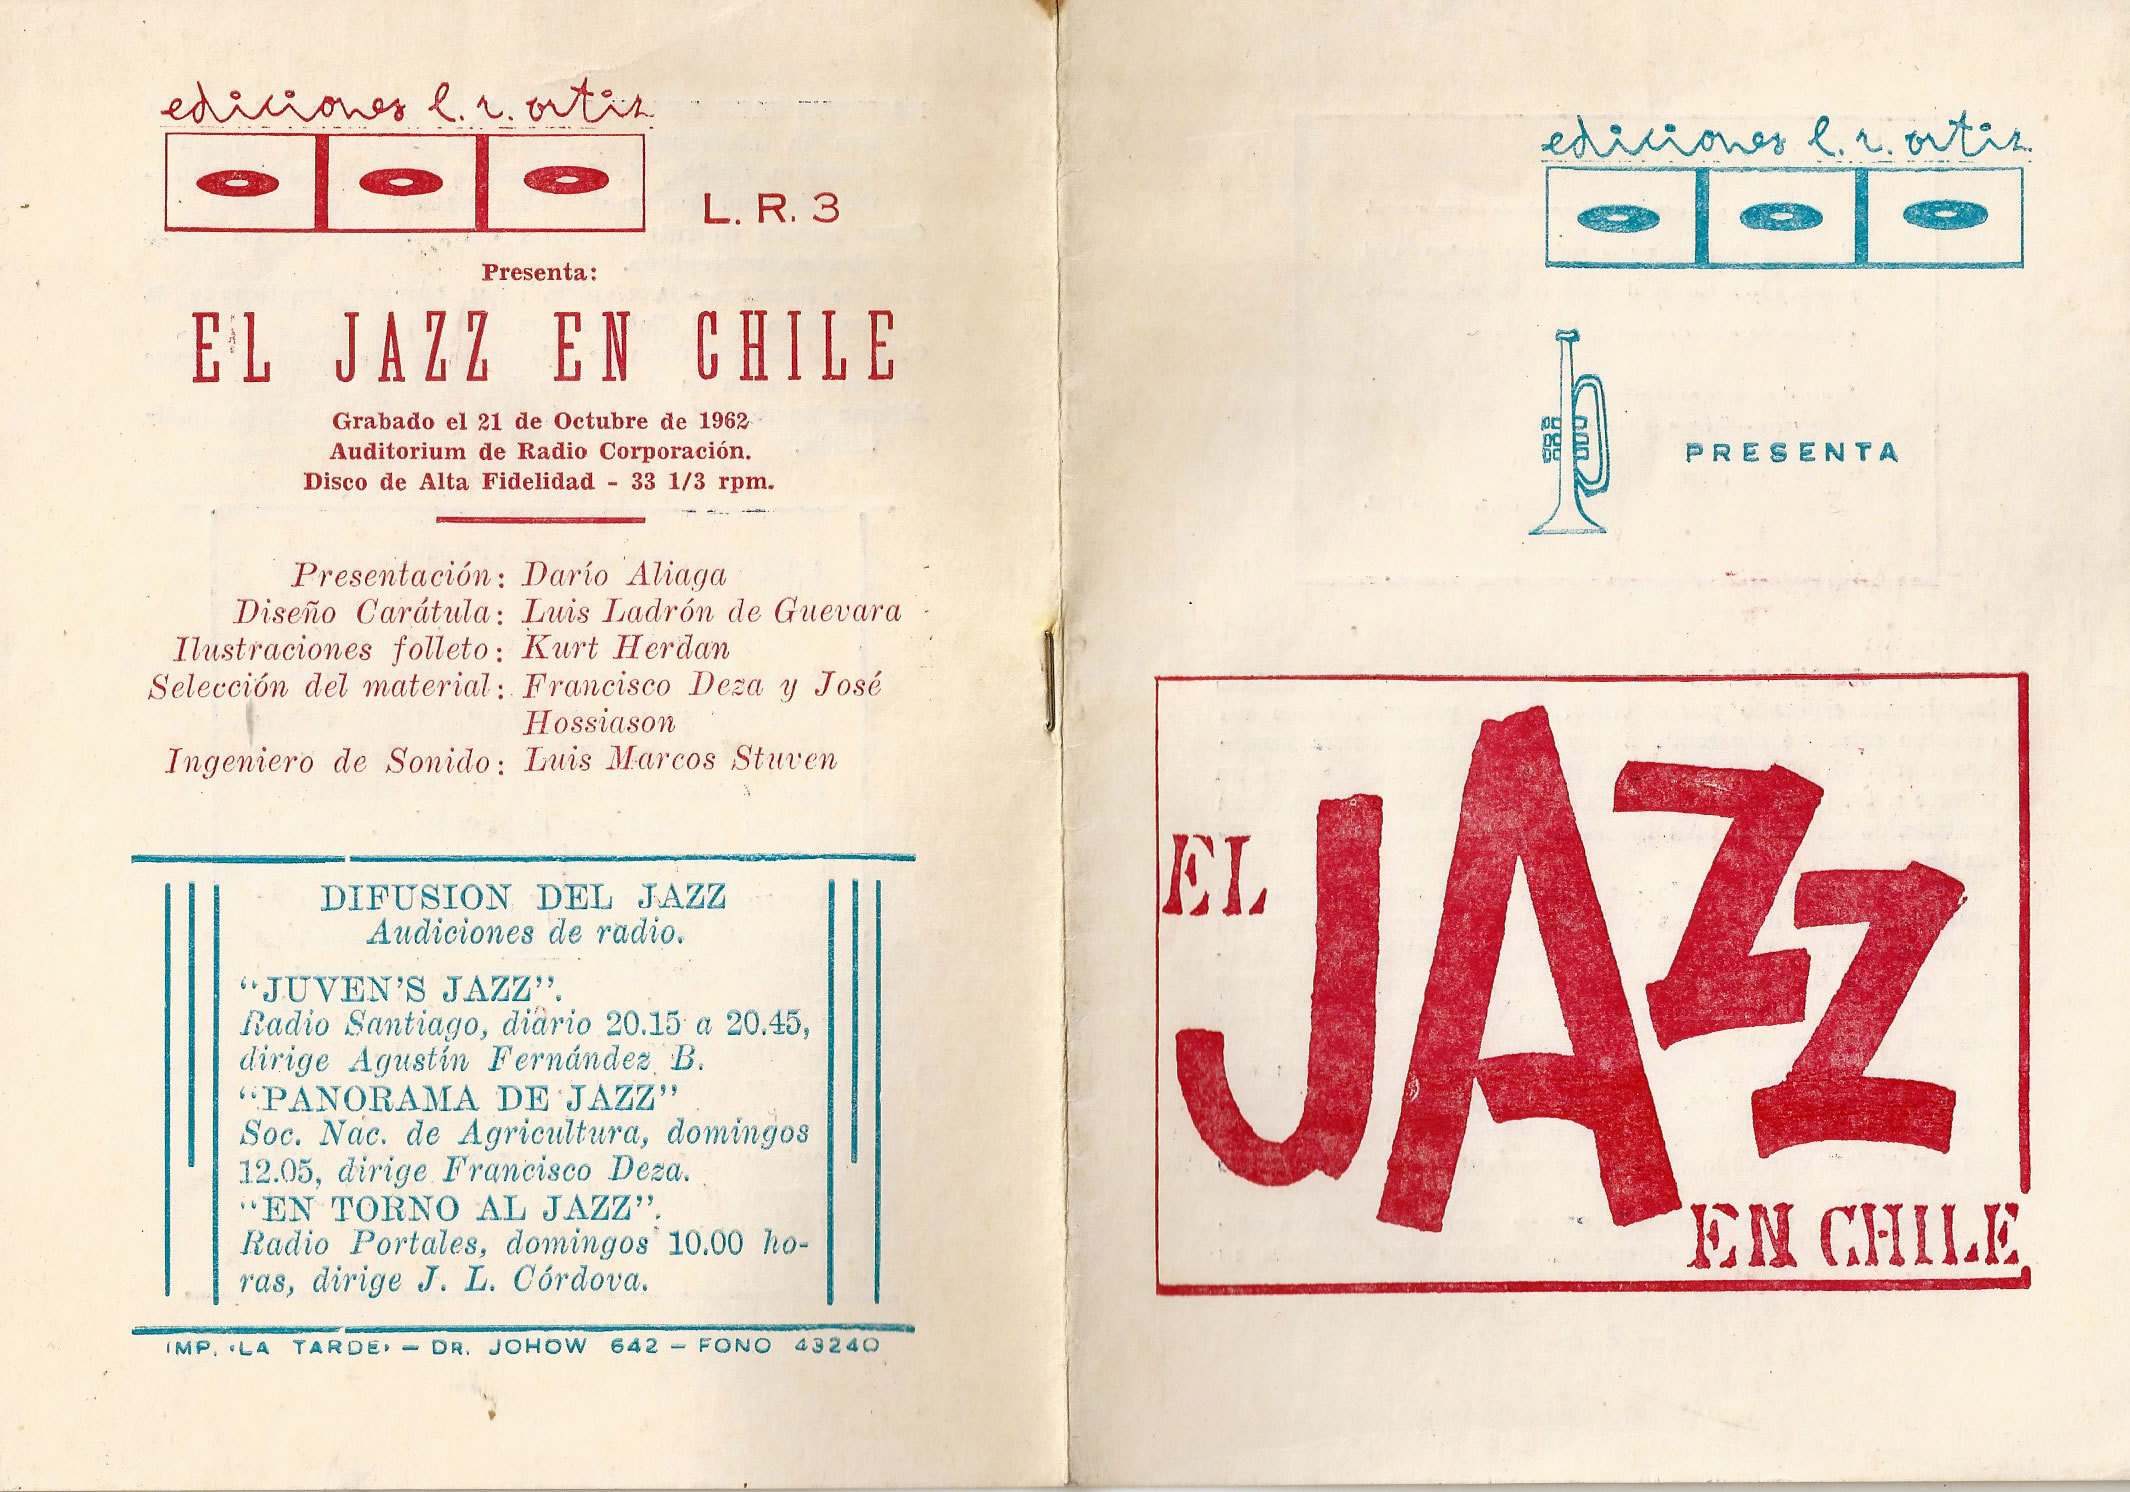 ediciones l. r. ortiz
L. R. 3
Presenta:
EL JAZZ EN CHILE
Grabado el 21 de Octubre de 1962
Auditorium de Radio Corporación.
Disco de Alta Fidelidad - 33 1/3 rpm.
Presentación: Darío Aliaga
Diseño Carátula: Luis Ladrón de Guevara
Ilustraciones folleto: Kurt Herdan
Selección del material: Francisco Deza y José
Hossiason
Ingeniero de Sonido: Luis Marcos Stuven
DIFUSION DEL JAZZ
Audiciones de radio.
“JUVEN’S JAZZ”.
Radio Santiago, diario 20.15 a 20.45,
dirige Agustín Fernández B.
“PANORAMA DE JAZZ”
Soc. Nac. de Agricultura, domingos
12.05, dirige Francisco Deza.
“EN TORNO AL JAZZ”.
Radio Portales, domingos 10.00 ho-
ras, dirige J. L. Córdova.
IMP. ‹LA TARDE› — DR. JOHOW 642 — FONO 43240
ediciones l. r. ortiz
PRESENTA
EL
JAZZ
EN CHILE